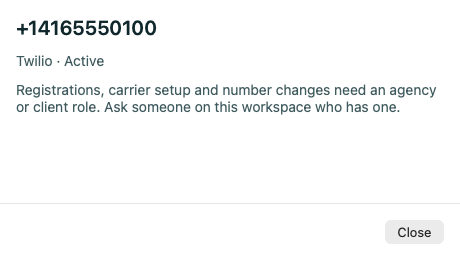 +14165550100
Twilio · Active
Registrations, carrier setup and number changes need an agency
or client role. Ask someone on this workspace who has one.
Close